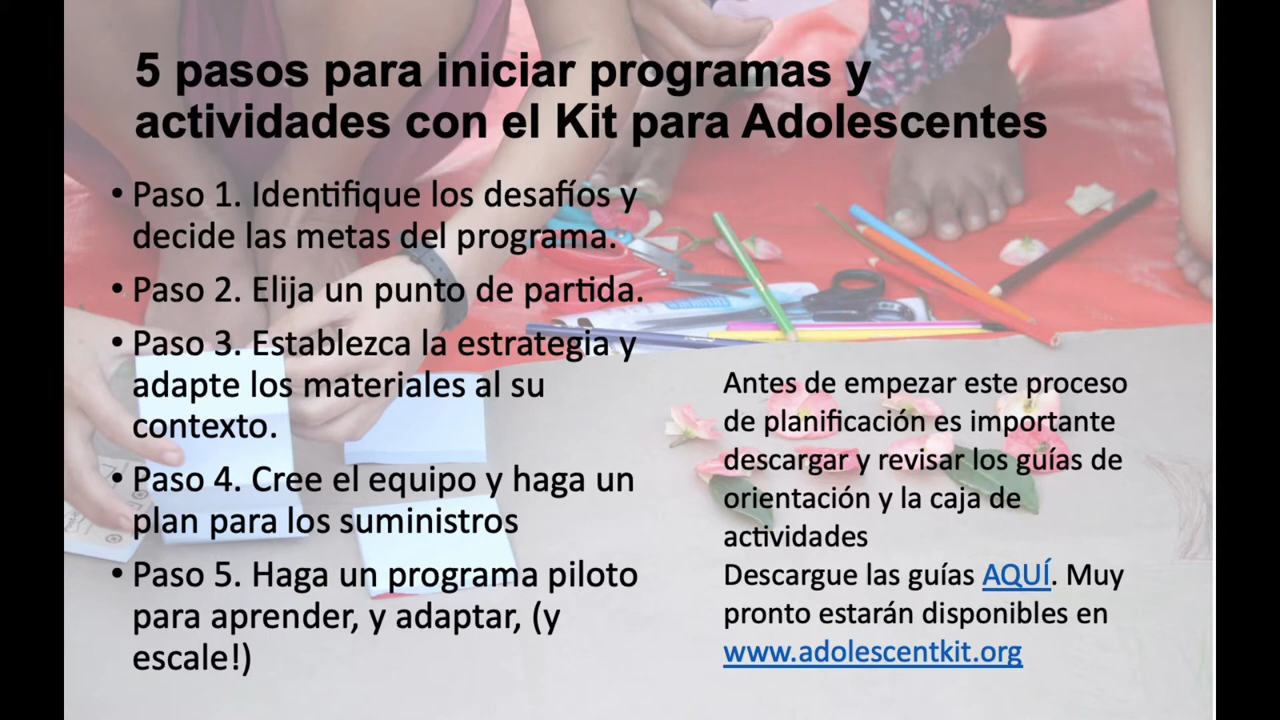 5 pasos para iniciar programas y
actividades con el Kit para Adolescentes
• Paso 1. Identifique los desafíos y
decide las metas del programa.
• Paso 2. Elija un punto de partida.
• Paso 3. Establezca la estrategia y
adapte los materiales al su
contexto.
• Paso 4. Cree el equipo y haga un
plan para los suministros
• Paso 5. Haga un programa piloto
para aprender, y adaptar, (y
escale!)
Antes de empezar este proceso
de planificación es importante
descargar y revisar los guías de
orientación y la caja de
actividades
Descargue las guías AQUÍ. Muy
pronto estarán disponibles en
www.adolescentkit.org